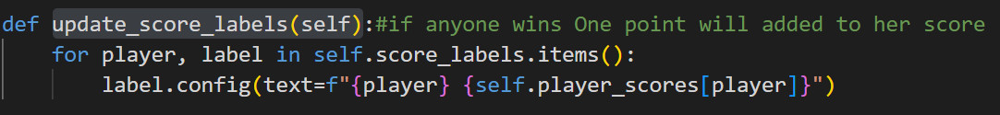 def update_score_labels(self):#if anyone wins One point will added to her score
for player, label in self.score_labels.items():
label.config(text=f"{player} {self.player_scores[player]}")